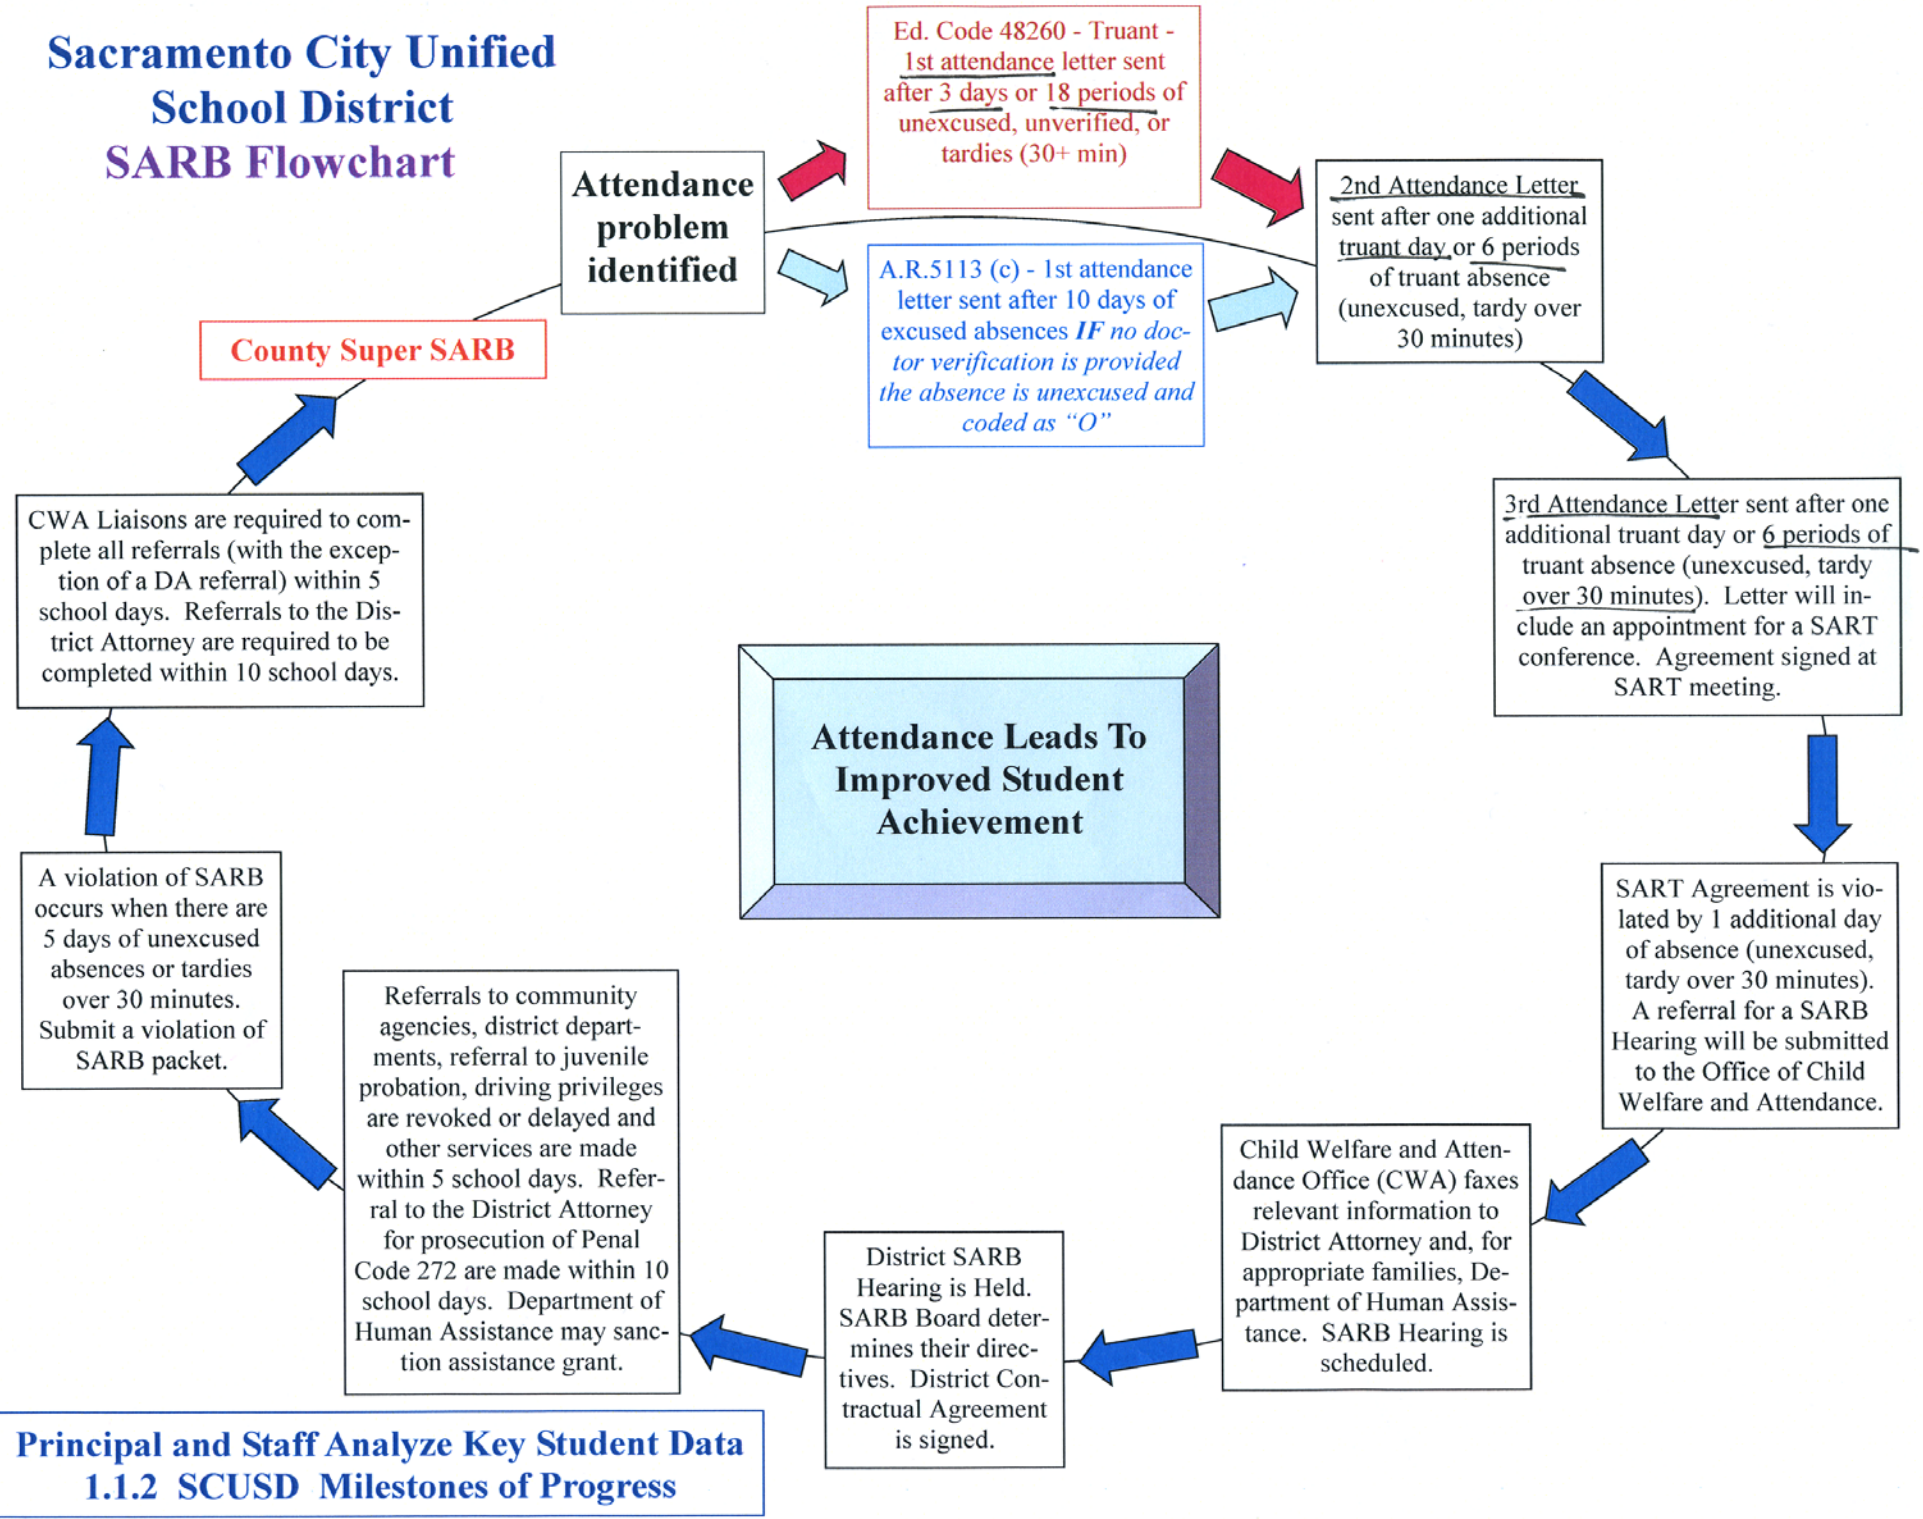 Sacramento City Unified
School District
SARB Flowchart
Attendance
problem
identified
Ed. Code 48260 - Truant -
1st attendance letter sent
after 3 days or 18 periods of
unexcused, unverified, or
tardies (30+ min)
A.R.5113 (c) - 1st attendance
letter sent after 10 days of
excused absences IF no doc-
tor verification is provided
the absence is unexcused and
coded as “O”
2nd Attendance Letter
sent after one additional
truant day or 6 periods
of truant absence
(unexcused, tardy over
30 minutes)
3rd Attendance Letter sent after one
additional truant day or 6 periods of
truant absence (unexcused, tardy
over 30 minutes).  Letter will in-
clude an appointment for a SART
conference.  Agreement signed at
SART meeting.
SART Agreement is vio-
lated by 1 additional day
of absence (unexcused,
tardy over 30 minutes).
A referral for a SARB
Hearing will be submitted
to the Office of Child
Welfare and Attendance.
Child Welfare and Atten-
dance Office (CWA) faxes
relevant information to
District Attorney and, for
appropriate families, De-
partment of Human Assis-
tance.  SARB Hearing is
scheduled.
District SARB
Hearing is Held.
SARB Board deter-
mines their direc-
tives.  District Con-
tractual Agreement
is signed.
Referrals to community
agencies, district depart-
ments, referral to juvenile
probation, driving privileges
are revoked or delayed and
other services are made
within 5 school days.  Refer-
ral to the District Attorney
for prosecution of Penal
Code 272 are made within 10
school days.  Department of
Human Assistance may sanc-
tion assistance grant.
A violation of SARB
occurs when there are
5 days of unexcused
absences or tardies
over 30 minutes.
Submit a violation of
SARB packet.
CWA Liaisons are required to com-
plete all referrals (with the excep-
tion of a DA referral) within 5
school days.  Referrals to the Dis-
trict Attorney are required to be
completed within 10 school days.
County Super SARB
Attendance Leads To
Improved Student
Achievement
Principal and Staff Analyze Key Student Data
1.1.2  SCUSD  Milestones of Progress